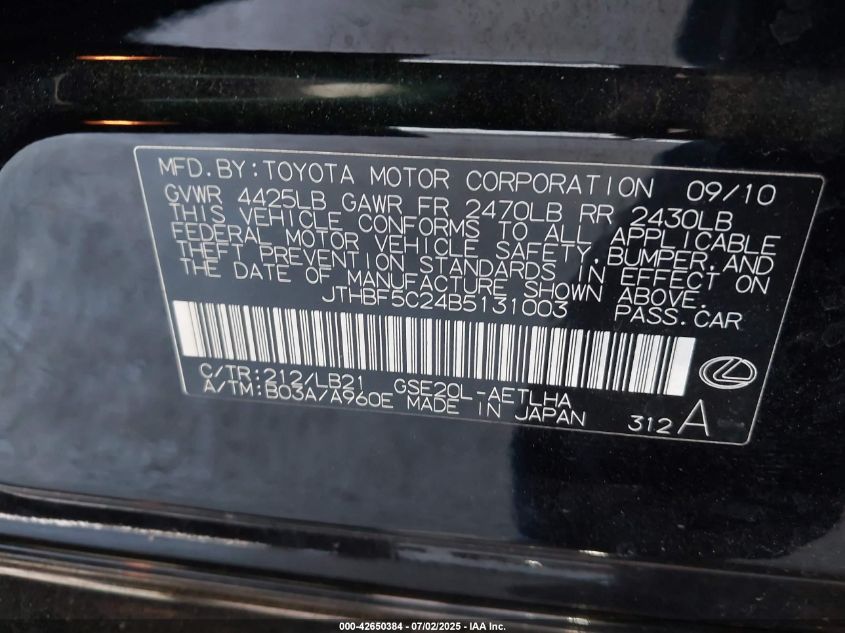 MFD.BY:TOYOTA MOTOR CORPORATION 09/10
GVWR 4425LB GAWR FR 2470LB RR 2430LB
THIS VEHICLE CONFORMS TO ALL APPLICABLE
FEDERAL MOTOR VEHICLE SAFETY,BUMPER,AND
THEFT PREVENTION STANDARDS IN EFFECT ON
THE DATE OF MANUFACTURE SHOWN ABOVE.
JTHBF5C24B5131003 PASS.CAR
C/TR:212/LB21 GSE20L-AETLHA
A/TM:B03A/A960E MADE IN JAPAN 312A
000-42650384 - 07/02/2025 - IAA Inc.